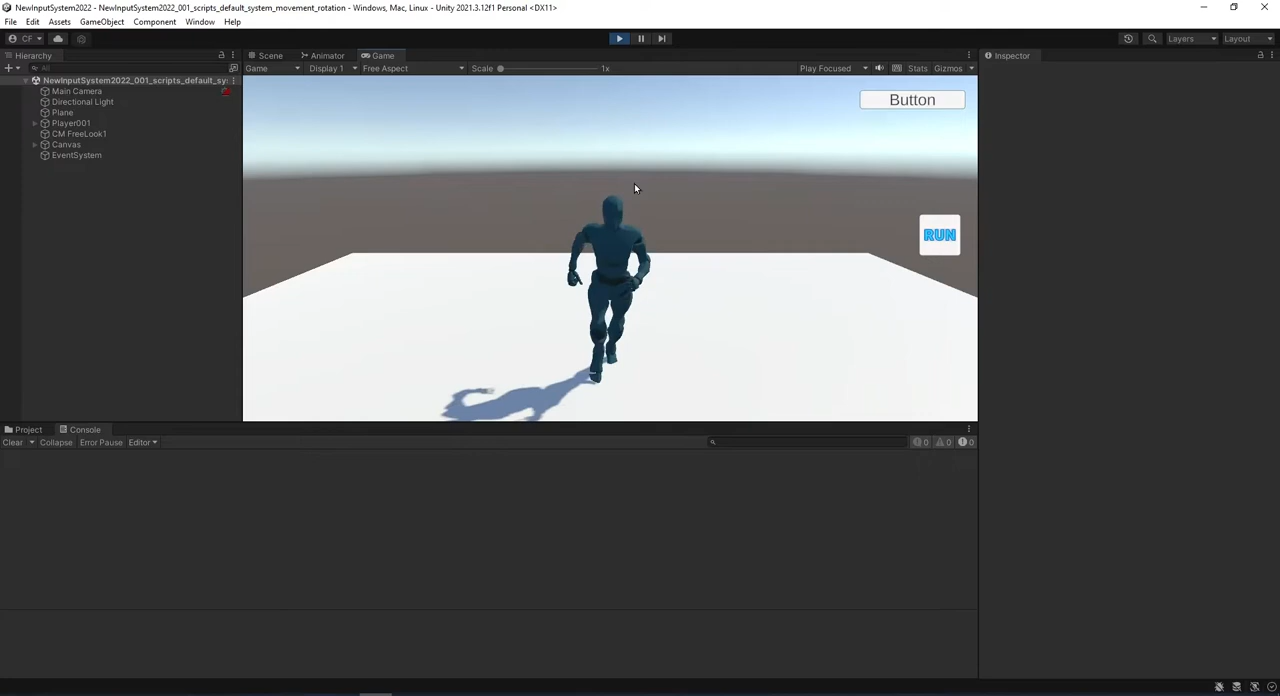 NewInputSystem2022 - NewInputSystem2022_001_scripts_default_system_movement_rotation - Windows, Mac, Linux - Unity 2021.3.12f1 Personal <DX11>
File Edit Assets GameObject Component Window Help
CF Layers Layout
Hierarchy Scene Animator Game Inspector
All Game Display 1 Free Aspect Scale 1x Play Focused Stats Gizmos
NewInputSystem2022_001_scripts_default_sy
Main Camera
Directional Light
Plane
Player001
CM FreeLook1
Canvas
EventSystem
Button
RUN
Project Console
Clear Collapse Error Pause Editor 0 0 0